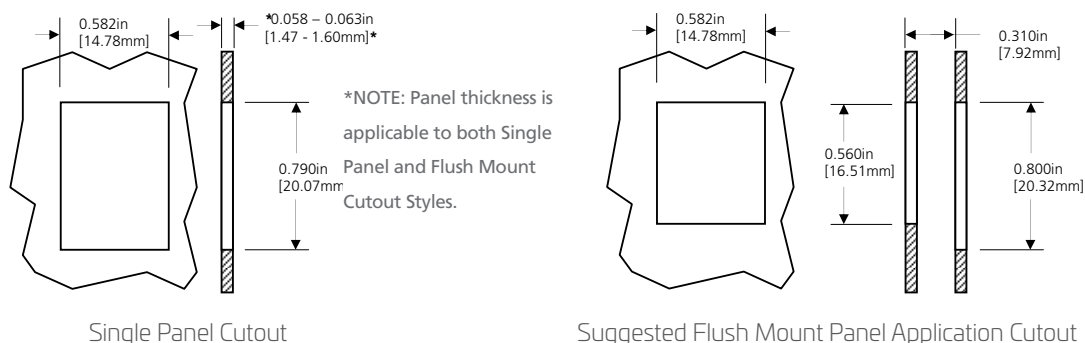 0.582in
[14.78mm]
*0.058 – 0.063in
[1.47 - 1.60mm]*
*NOTE: Panel thickness is
applicable to both Single
Panel and Flush Mount
Cutout Styles.
0.790in
[20.07mm
Single Panel Cutout
0.582in
[14.78mm]
0.310in
[7.92mm]
0.560in
[16.51mm]
0.800in
[20.32mm]
Suggested Flush Mount Panel Application Cutout